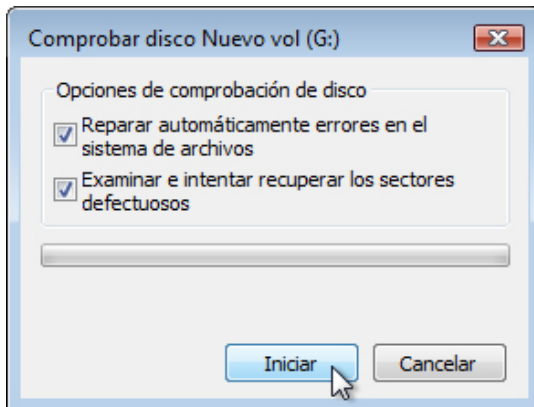 Comprobar disco Nuevo vol (G:)
Opciones de comprobación de disco
Reparar automáticamente errores en el
sistema de archivos
Examinar e intentar recuperar los sectores
defectuosos
Iniciar
Cancelar